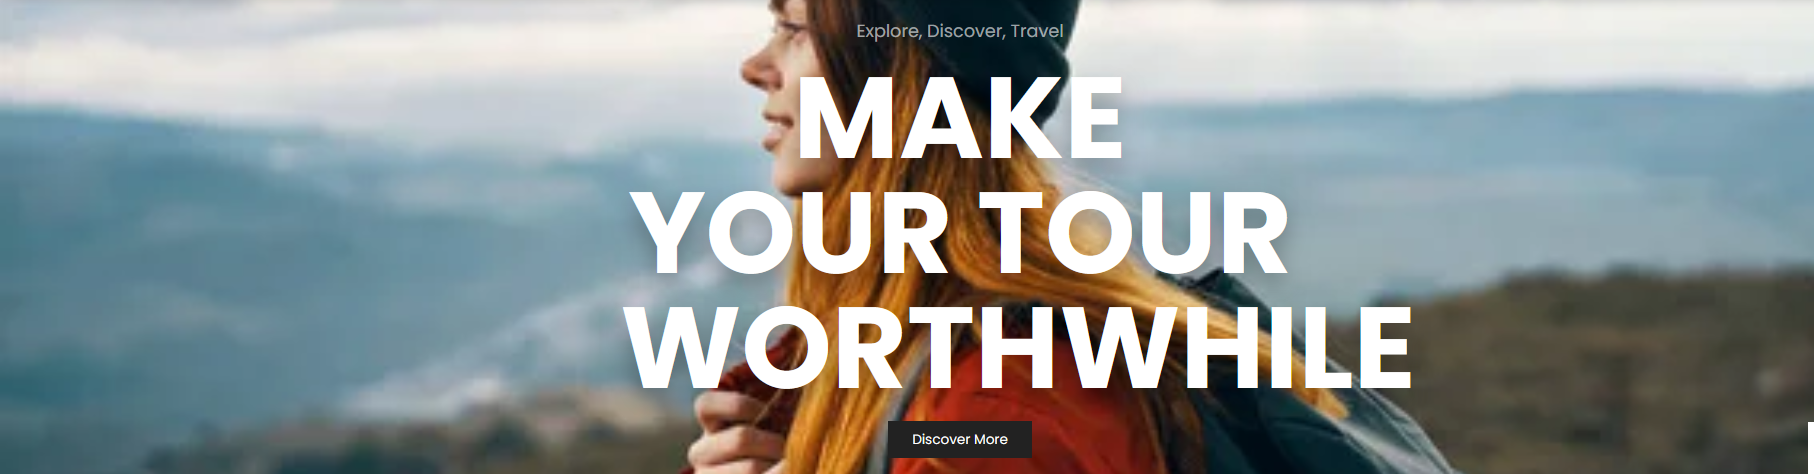 Explore, Discover, Travel
MAKE
YOUR TOUR
WORTHWHILE
Discover More